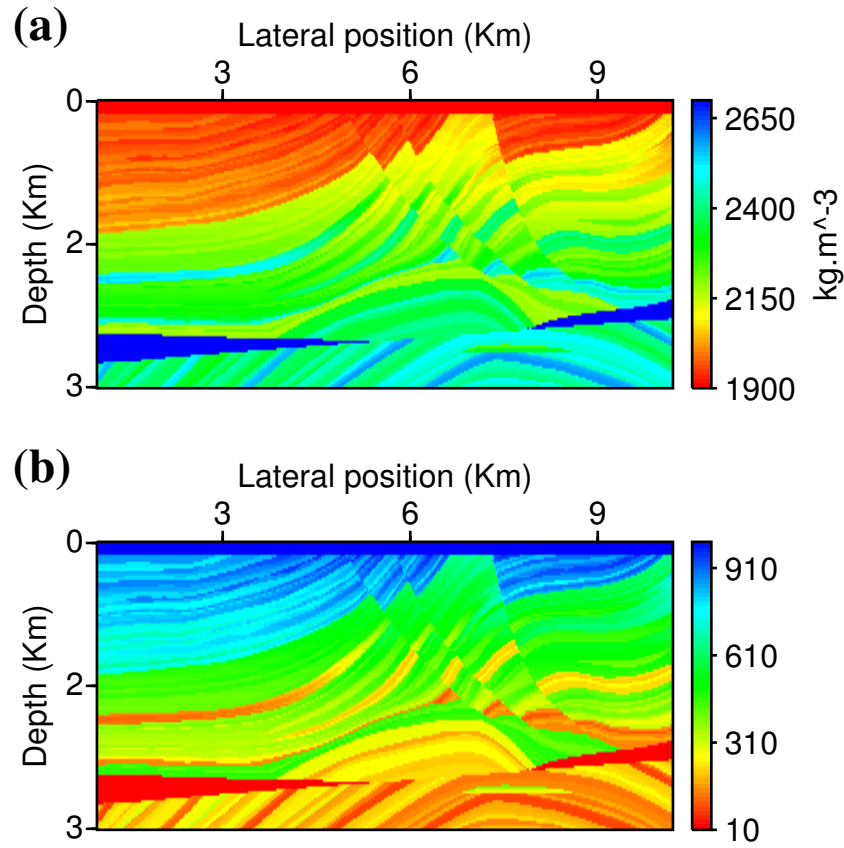 (a)
Lateral position (Km)
3 6 9
0
2
3
Depth (Km)
2650
2400
2150
1900
kg.m^-3
(b)
Lateral position (Km)
3 6 9
0
2
3
Depth (Km)
910
610
310
10